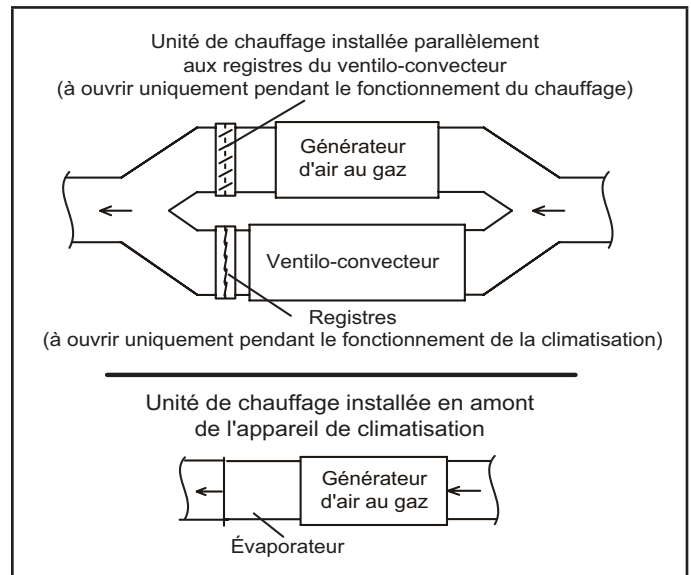 Unité de chauffage installée parallèlement
aux registres du ventilo-convecteur
(à ouvrir uniquement pendant le fonctionnement du chauffage)
Générateur
d'air au gaz
Ventilo-convecteur
Registres
(à ouvrir uniquement pendant le fonctionnement de la climatisation)
Unité de chauffage installée en amont
de l'appareil de climatisation
Générateur
d'air au gaz
Évaporateur